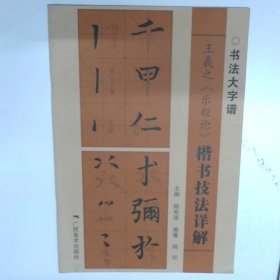 书法大字谱
王羲之《乐毅论》
楷书技法详解
千甲仁
才彌於
广西美术出版社